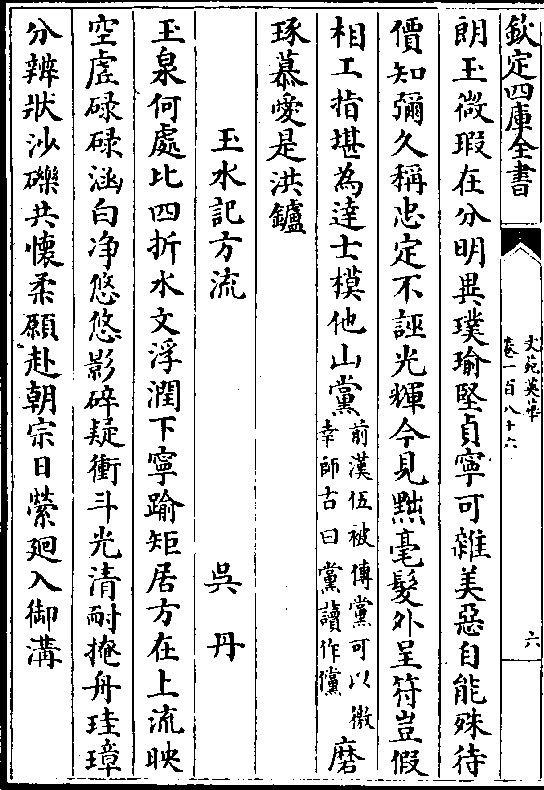 欽定四庫全書
文苑英華
卷一百八十六
六
朗玉微瑕在分明異璞瑜堅貞寧可雜美惡自能殊待
價知彌久稱忠定不誣光輝今見黜毫髮外呈符豈假
相工指堪為達士模他山黨前漢伍被傳黨可以徼
幸師古曰黨讀作儻磨
琢慕愛是洪鑪
玉水記方流
吳丹
玉泉何處比四折水文浮潤下寧踰矩居方在上流映
空虛碌碌涵白净悠悠影碎疑衝斗光清耐掩舟珪璋
分辨狀沙礫共懷柔願赴朝宗日縈廻入御溝